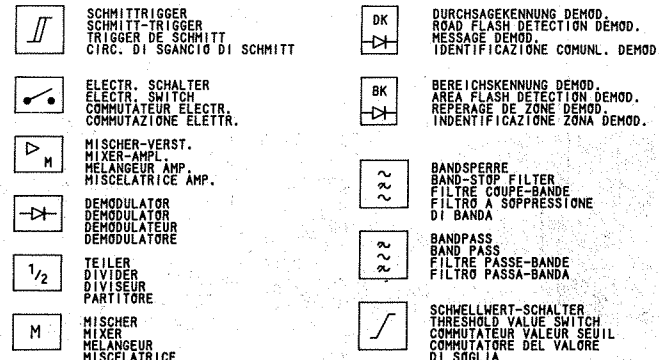 SCHMITTRIGGER
SCHMITT-TRIGGER
TRIGGER DE SCHMITT
CIRC. DI SGANCIO DI SCHMITT
ELECTR. SCHALTER
ELECTR. SWITCH
COMMUTATEUR ELECTR.
COMMUTAZIONE ELETTR.
M
MISCHER-VERST.
MIXER-AMPL.
MELANGEUR AMP.
MISCELATRICE AMP.
DEMODULATOR
DEMODULATOR
DEMODULATEUR
DEMODULATORE
1/2
TEILER
DIVIDER
DIVISEUR
PARTITORE
M
MISCHER
MIXER
MELANGEUR
MISCELATRICE
DK
DURCHSAGEKENNUNG DEMOD.
ROAD FLASH DETECTION DEMOD.
MESSAGE DEMOD.
IDENTIFICAZIONE COMUNL. DEMOD
BK
BEREICHSKENNUNG DEMOD.
AREA FLASH DETECTION DEMOD.
REPERAGE DE ZONE DEMOD.
INDENTIFICAZIONE ZONA DEMOD.
BANDSPERRE
BAND-STOP FILTER
FILTRE COUPE-BANDE
FILTRO A SOPPRESSIONE
DI BANDA
BANDPASS
BAND PASS
FILTRE PASSE-BANDE
FILTRO PASSA-BANDA
SCHWELLWERT-SCHALTER
THRESHOLD VALUE SWITCH
COMMUTATEUR VALEUR SEUIL
COMMUTATORE DEL VALORE
DI SOGLIA